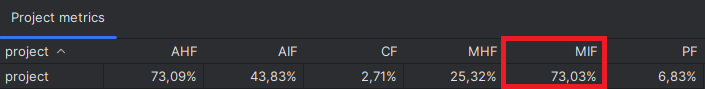 Project metrics
project AHF AIF CF MHF MIF PF
project 73,09% 43,83% 2,71% 25,32% 73,03% 6,83%